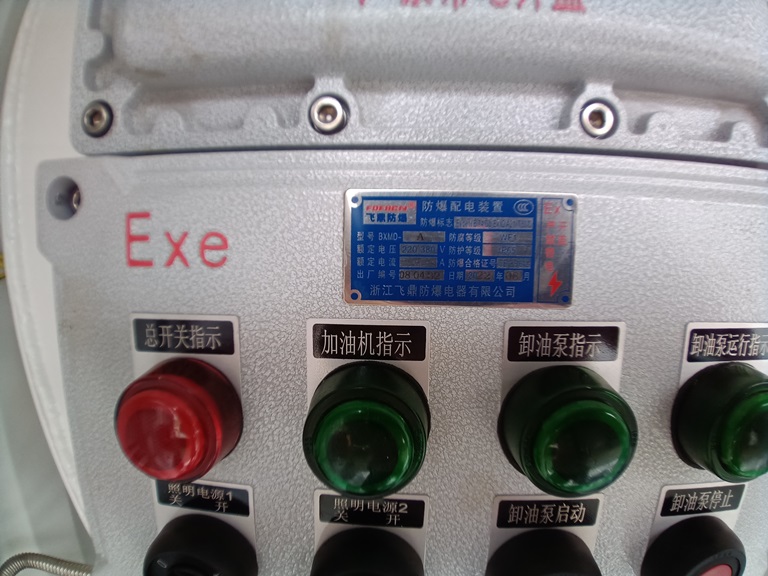 Exe
飞鼎防爆
防爆配电装置
防爆标志
型号 BXMD- A 防腐等级 WF
额定电压 V 防护等级
额定电流 A 防爆合格证号
出厂编号 日期 年 月
浙江飞鼎防爆电器有限公司
总开关指示
加油机指示
卸油泵指示
卸油泵运行指示
照明电源1
关 开
照明电源2
关 开
卸油泵启动
卸油泵停止